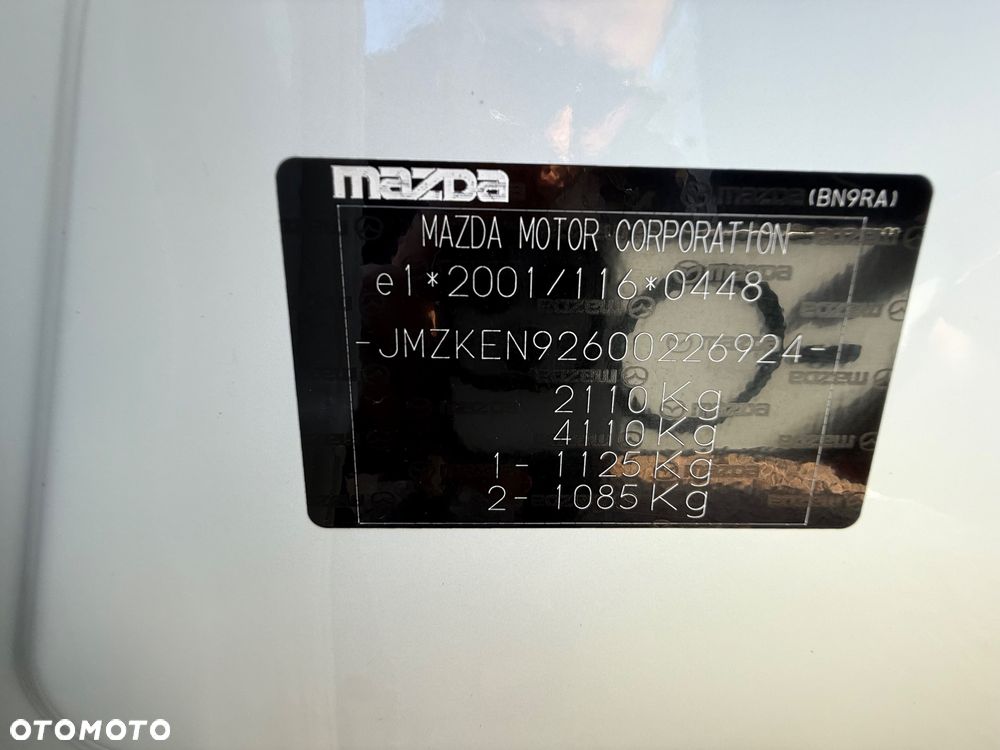 mazda
(BN9RA)
MAZDA MOTOR CORPORATION
e1*2001/116*0448
-JMZKEN92600226924-
2110Kg
4110Kg
1- 1125Kg
2- 1085Kg
OTOMOTO